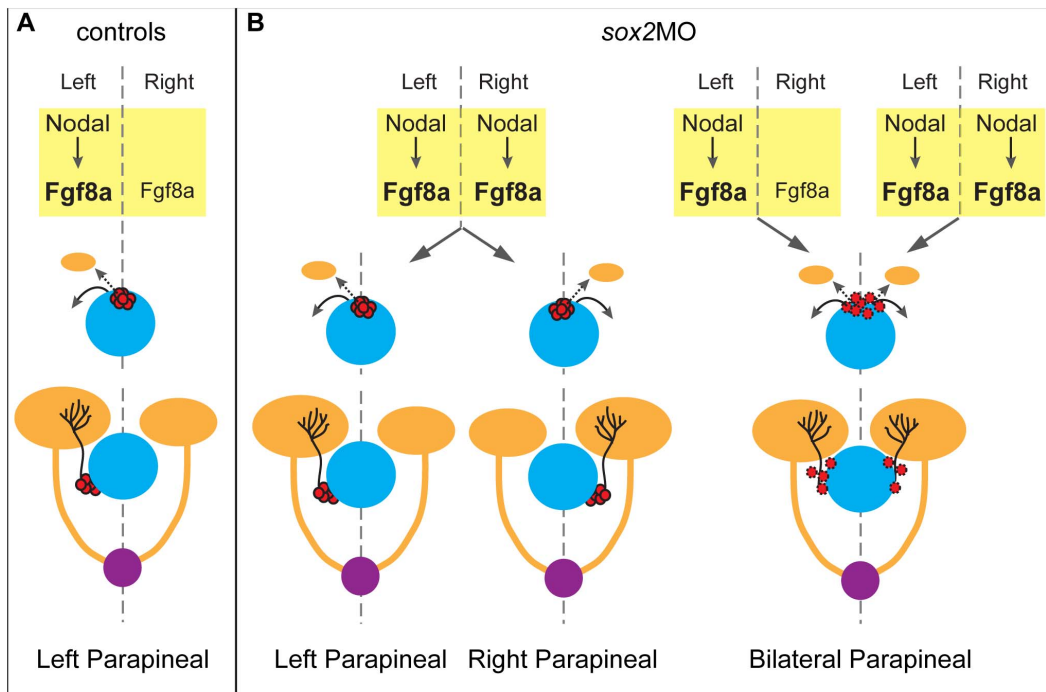 A
controls
Left Right
Nodal
Fgf8a Fgf8a
Left Parapineal
B
sox2MO
Left Right
Nodal Nodal
Fgf8a Fgf8a
Left Right
Nodal
Fgf8a Fgf8a
Left Right
Nodal Nodal
Fgf8a Fgf8a
Left Parapineal
Right Parapineal
Bilateral Parapineal